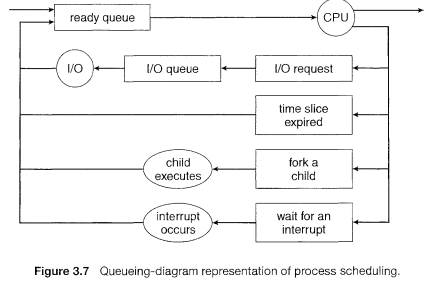 ready queue
CPU
I/O
I/O queue
I/O request
time slice
expired
child
executes
fork a
child
interrupt
occurs
wait for an
interrupt
Figure 3.7 Queueing-diagram representation of process scheduling.